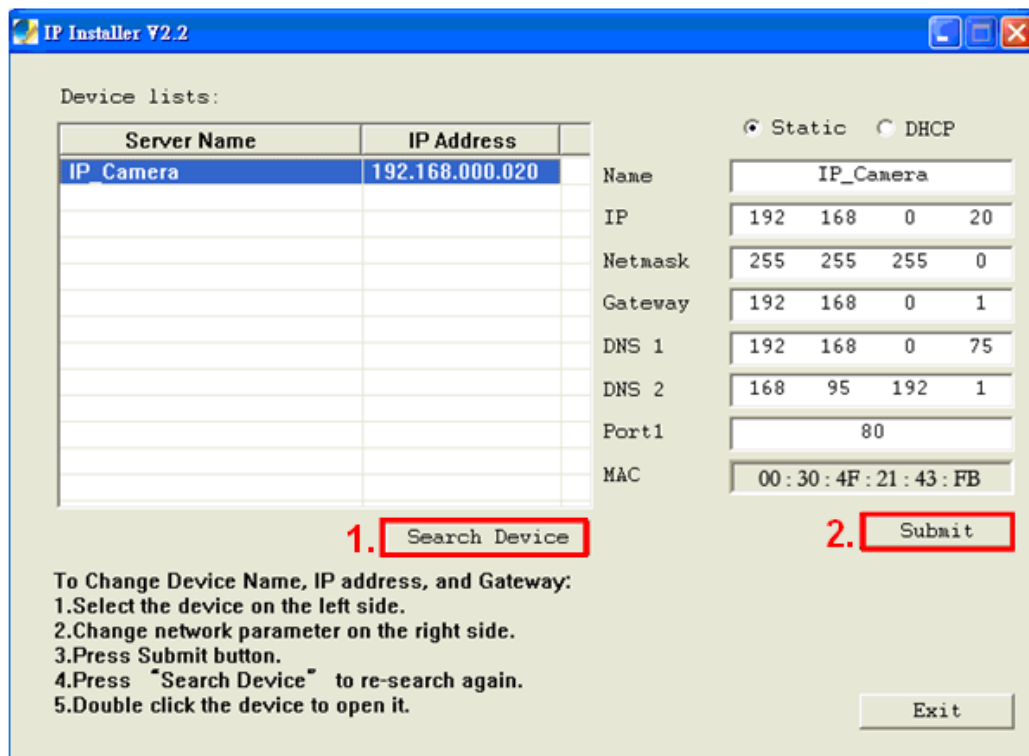 IP Installer V2.2
Device lists:
Server Name IP Address
IP_Camera 192.168.000.020
Static DHCP
Name IP_Camera
IP 192 168 0 20
Netmask 255 255 255 0
Gateway 192 168 0 1
DNS 1 192 168 0 75
DNS 2 168 95 192 1
Port1 80
MAC 00 : 30 : 4F : 21 : 43 : FB
1. Search Device
2. Submit
To Change Device Name, IP address, and Gateway:
1.Select the device on the left side.
2.Change network parameter on the right side.
3.Press Submit button.
4.Press “Search Device” to re-search again.
5.Double click the device to open it.
Exit